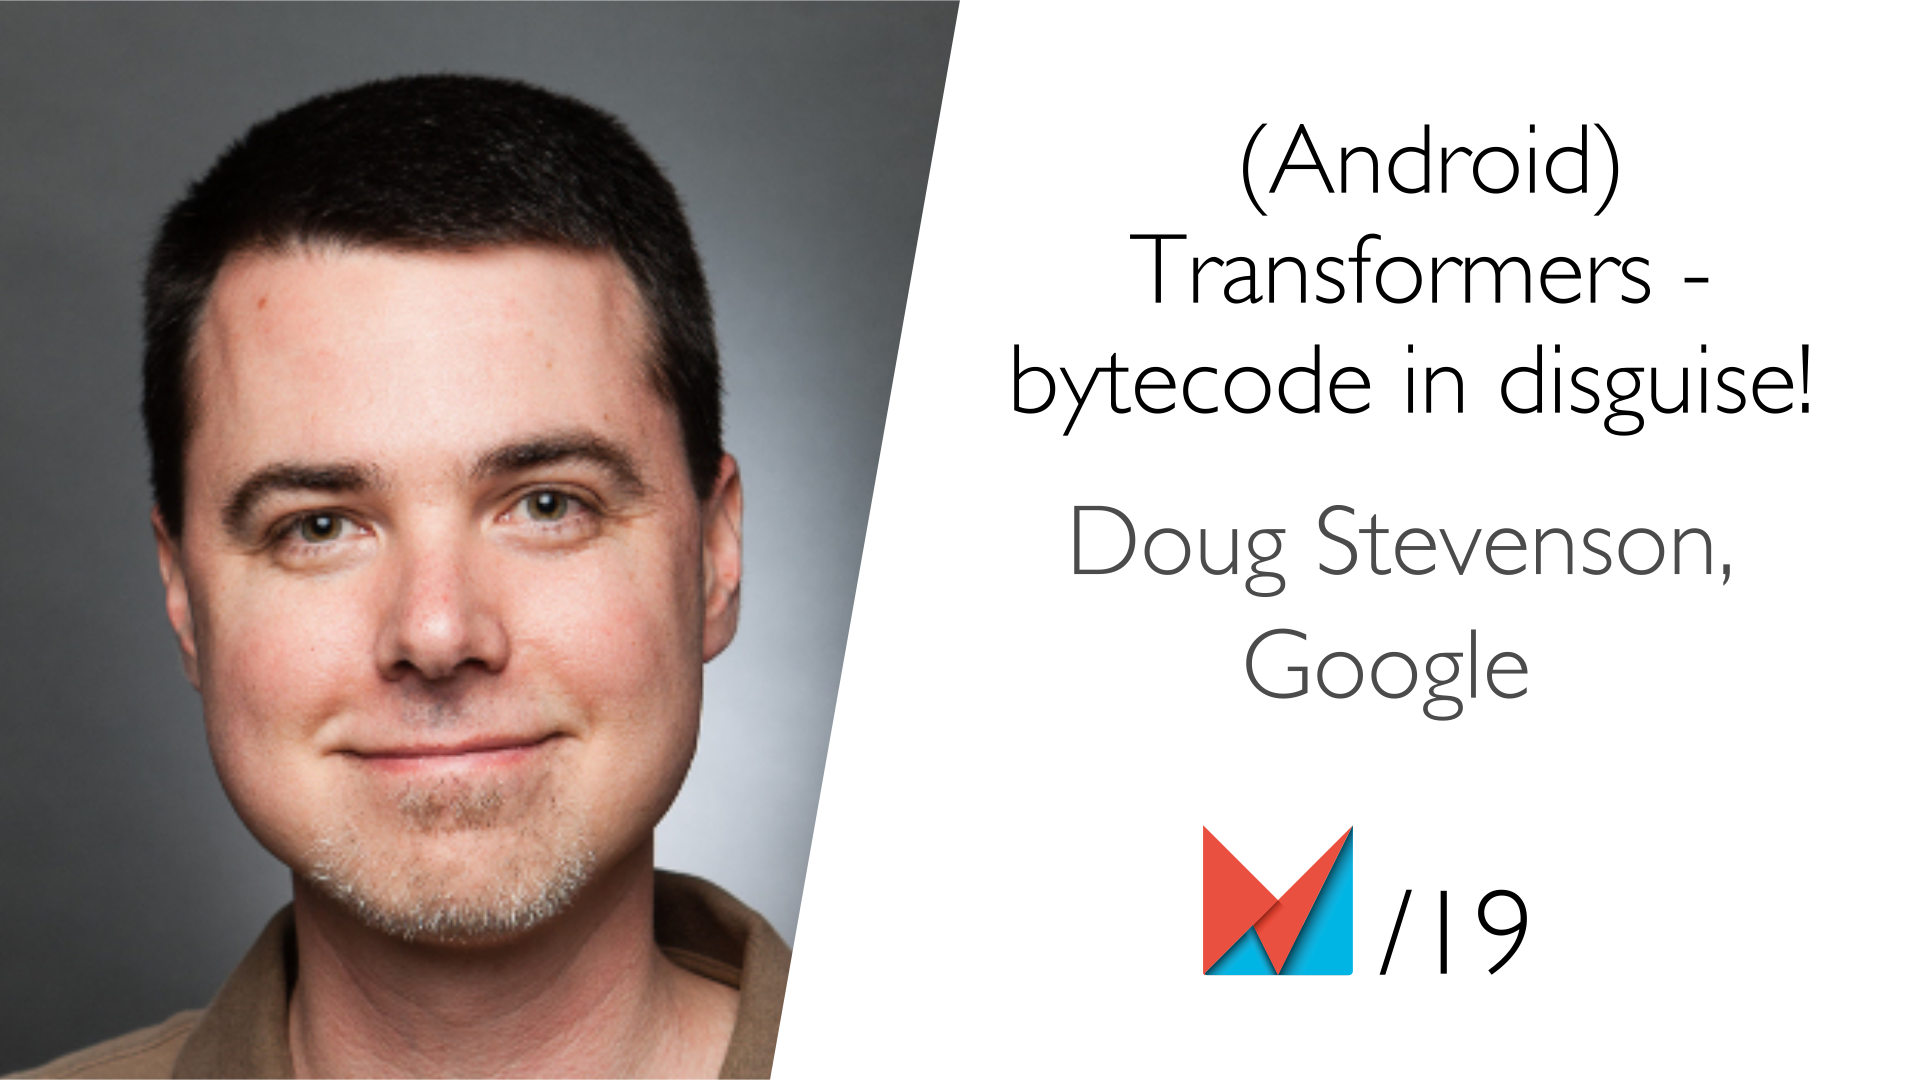 (Android)
Transformers -
bytecode in disguise!
Doug Stevenson,
Google
/19